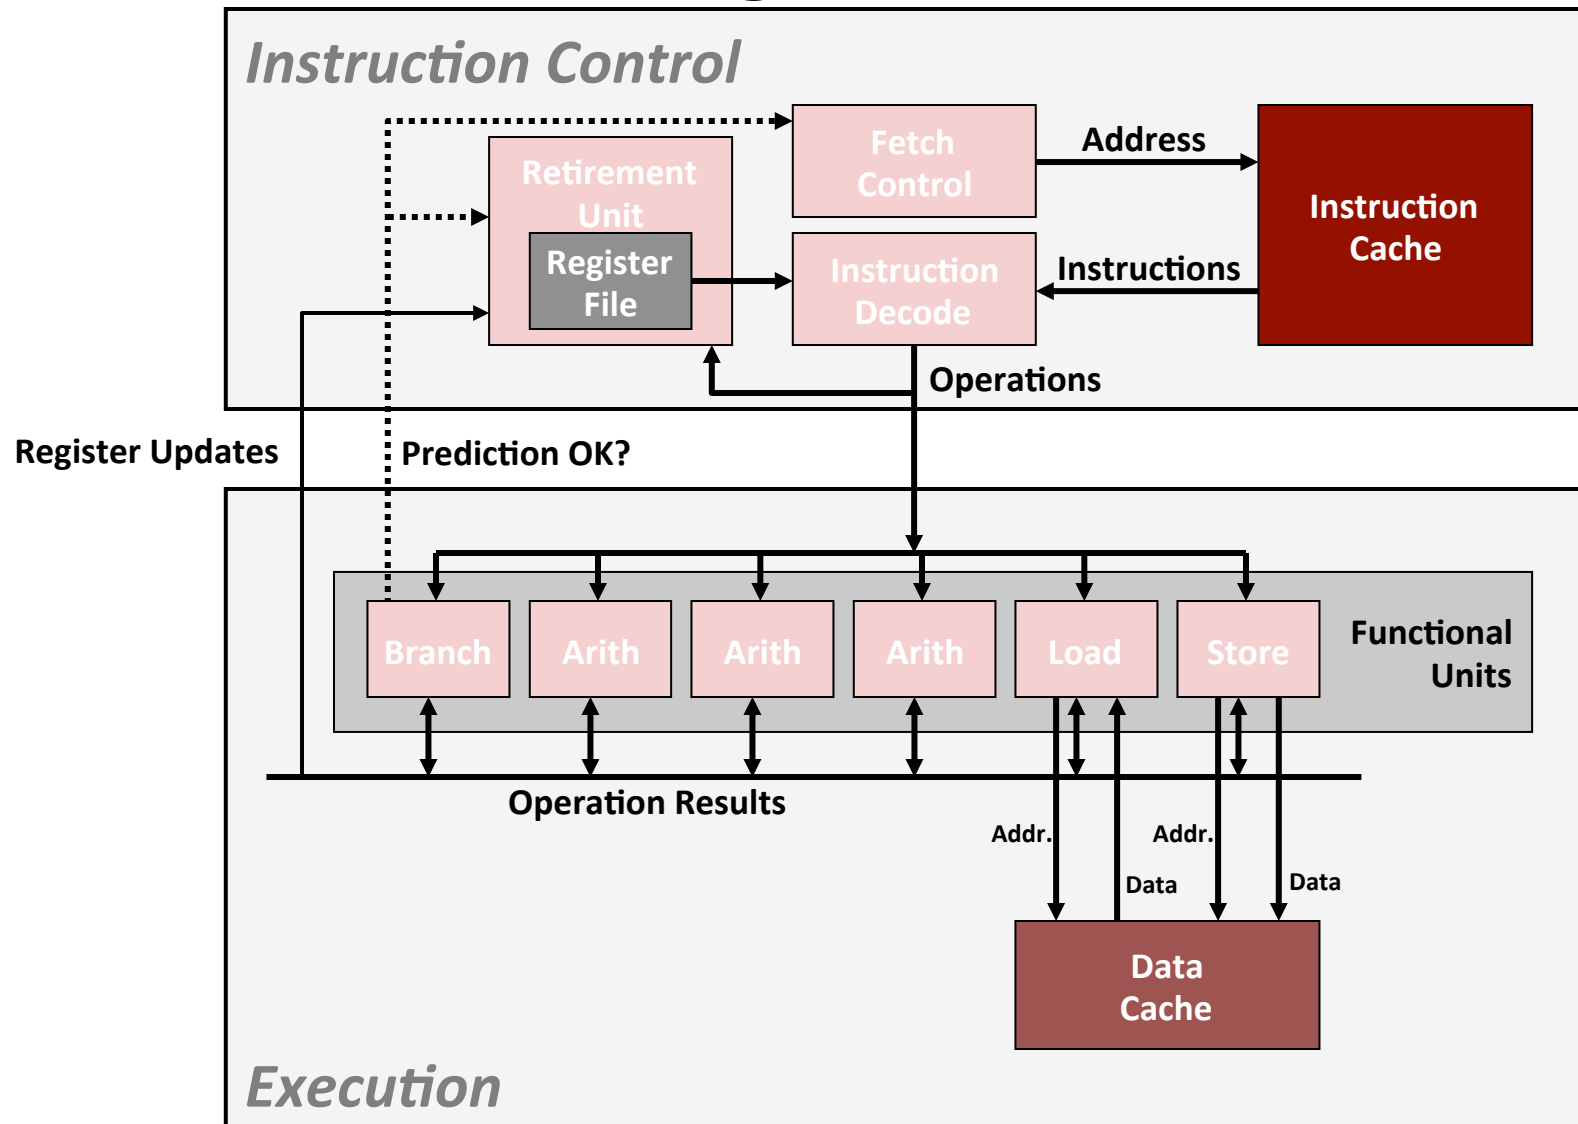 Instruction Control
Fetch
Control
Address
Instruction
Cache
Retirement
Unit
Register
File
Instruction
Decode
Instructions
Operations
Register Updates
Prediction OK?
Branch
Arith
Arith
Arith
Load
Store
Functional
Units
Operation Results
Addr.
Addr.
Data
Data
Data
Cache
Execution